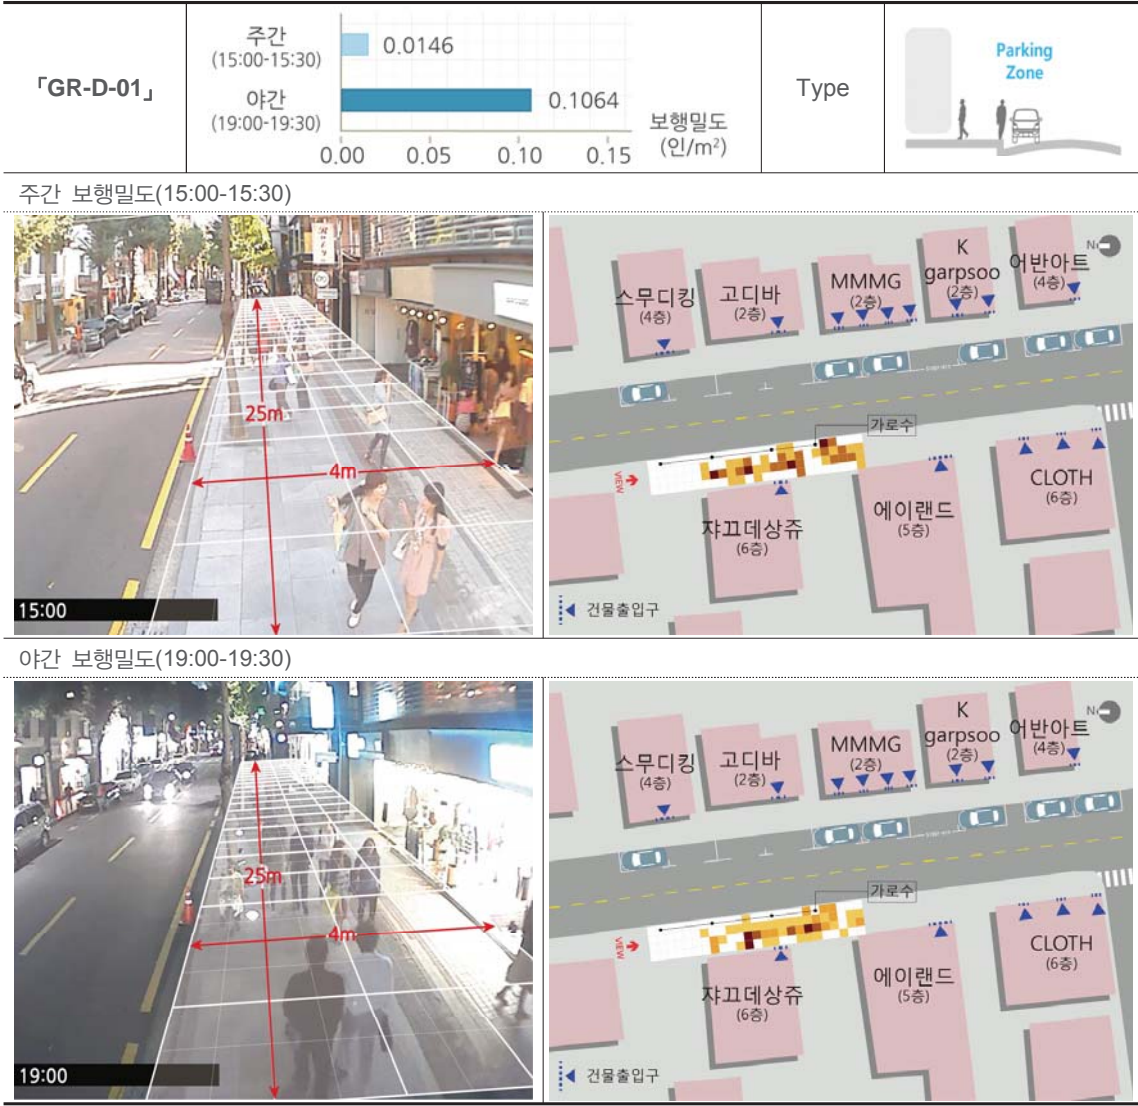 「GR-D-01」
주간
(15:00-15:30)
0.0146
야간
(19:00-19:30)
0.1064
보행밀도
(인/m²)
0.00 0.05 0.10 0.15
Type
Parking
Zone
주간 보행밀도(15:00-15:30)
25m
4m
15:00
N
스무디킹
(4층)
고디바
(2층)
MMMG
(2층)
K
garpsoo
(2층)
어반아트
(4층)
가로수
VIEW
쟈끄데상쥬
(6층)
에이랜드
(5층)
CLOTH
(6층)
건물출입구
야간 보행밀도(19:00-19:30)
25m
4m
19:00
N
스무디킹
(4층)
고디바
(2층)
MMMG
(2층)
K
garpsoo
(2층)
어반아트
(4층)
가로수
VIEW
쟈끄데상쥬
(6층)
에이랜드
(5층)
CLOTH
(6층)
건물출입구